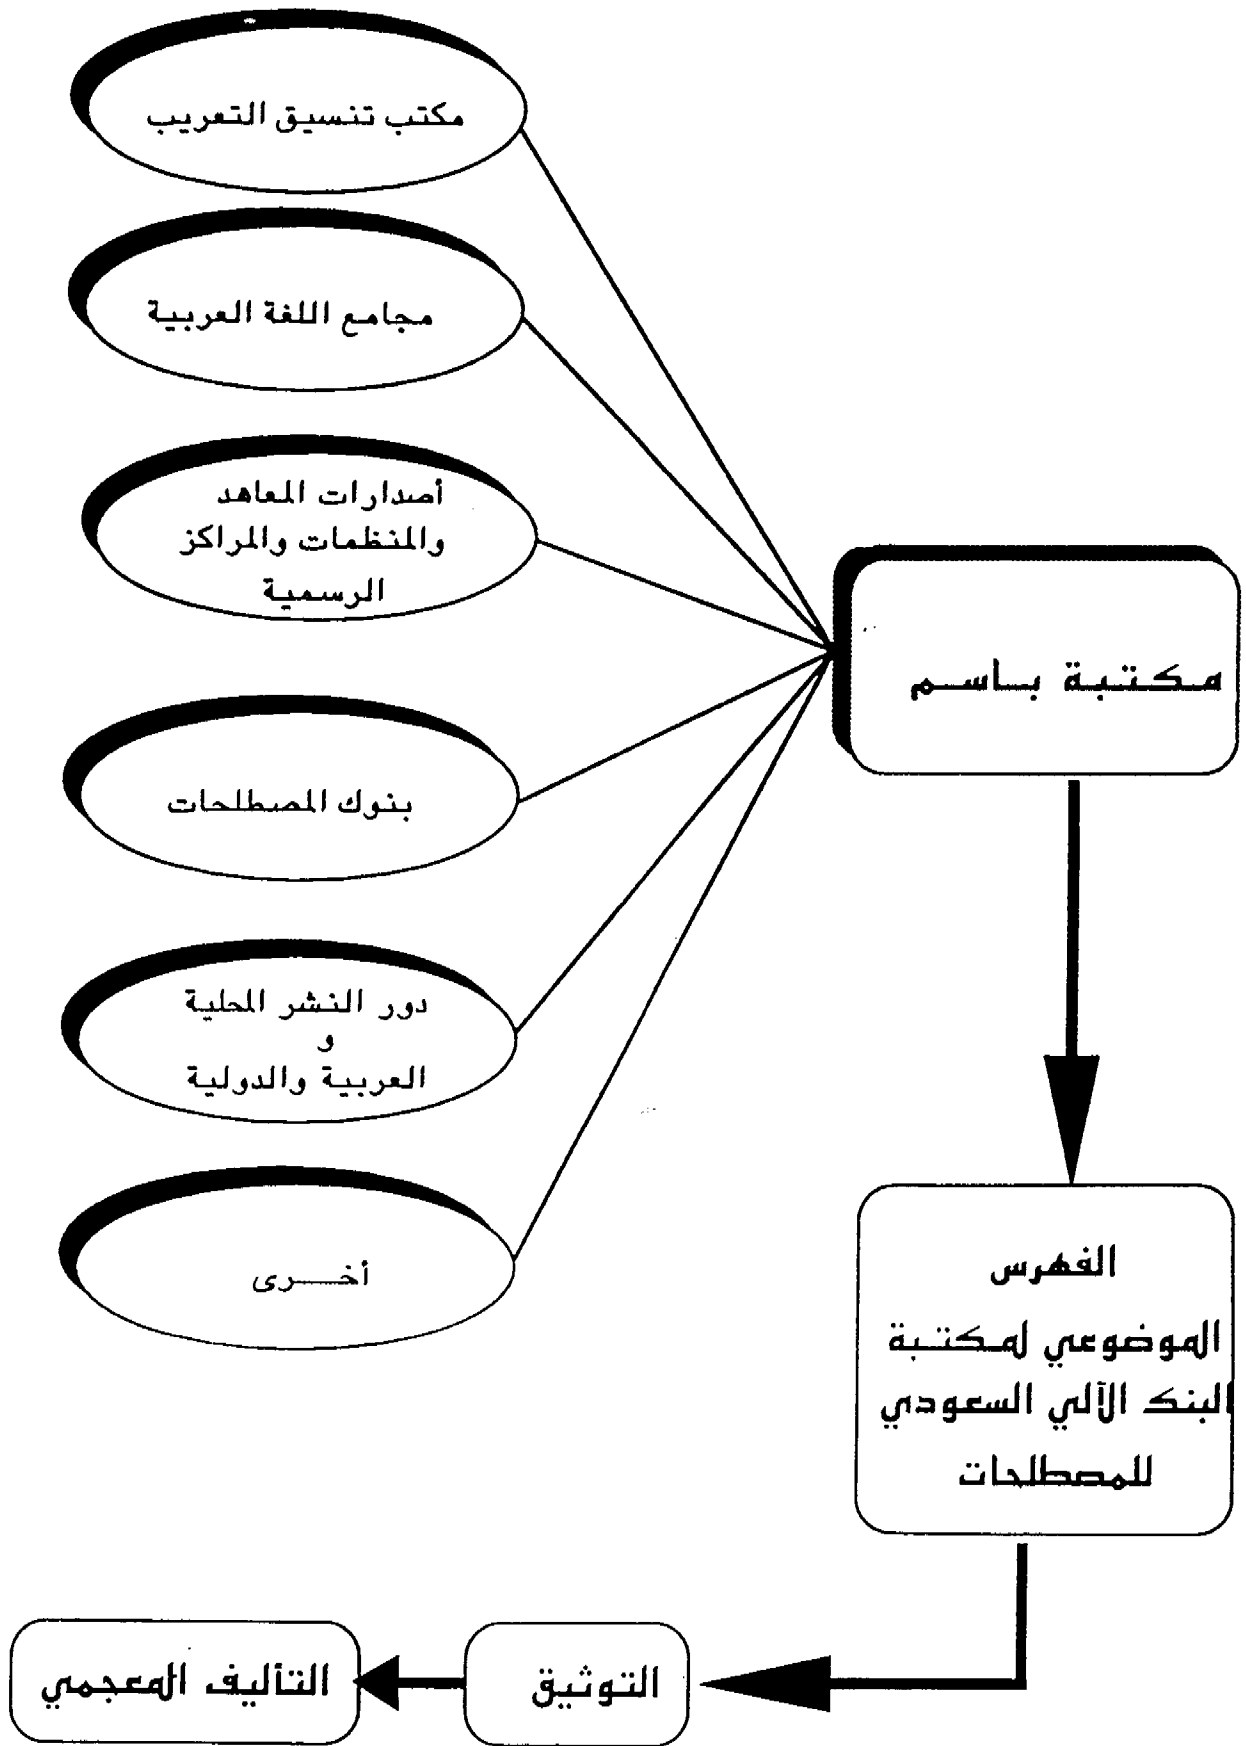 مكتب تنسيق التعريب
مجامع اللغة العربية
أصدارات المعاهد
والمنظمات والمراكز
الرسمية
بنوك المصطلحات
دور النشر المحلية
و
العربية والدولية
أخـــرى
مـكـتـبـة بـاسـم
الفهرس
الموضوعي لمكتبة
البنك الآلي السعودي
للمصطلحات
التوثيق
التأليف المعجمي